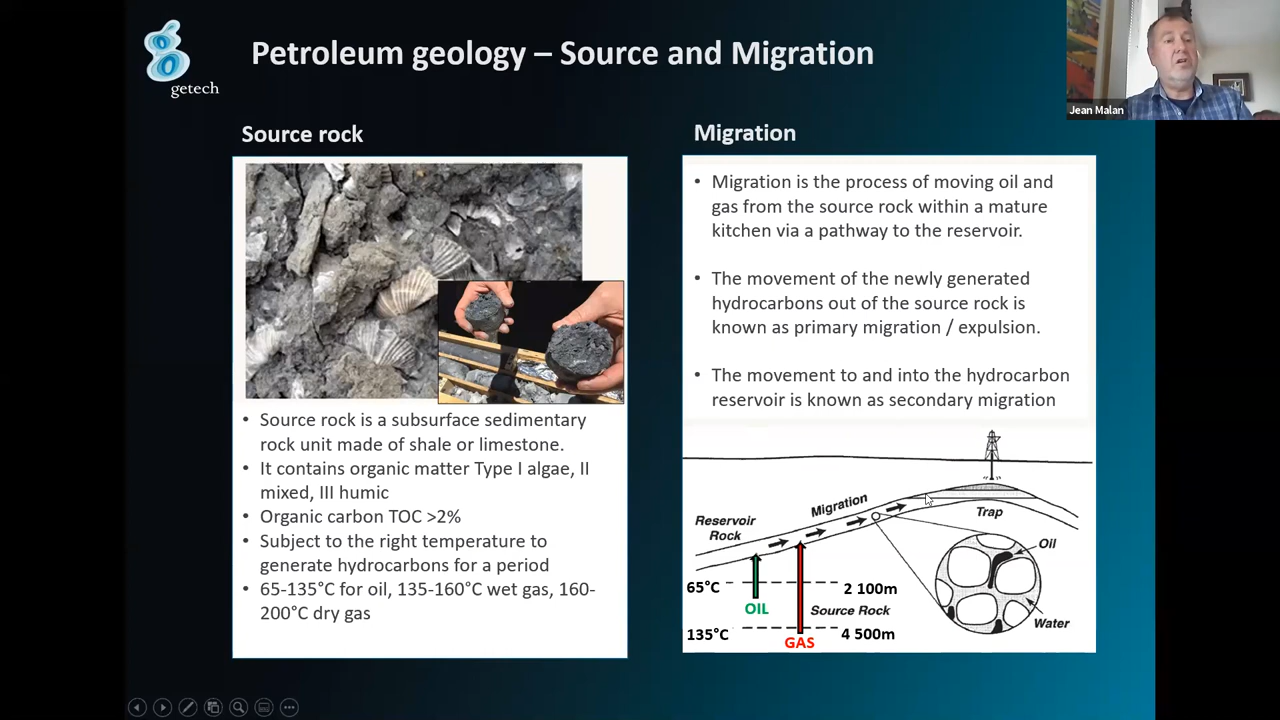 Petroleum geology – Source and Migration
getech
Jean Malan
Source rock
• Source rock is a subsurface sedimentary
rock unit made of shale or limestone.
• It contains organic matter Type I algae, II
mixed, III humic
• Organic carbon TOC >2%
• Subject to the right temperature to
generate hydrocarbons for a period
• 65-135°C for oil, 135-160°C wet gas, 160-
200°C dry gas
Migration
• Migration is the process of moving oil and
gas from the source rock within a mature
kitchen via a pathway to the reservoir.
• The movement of the newly generated
hydrocarbons out of the source rock is
known as primary migration / expulsion.
• The movement to and into the hydrocarbon
reservoir is known as secondary migration
Migration
Reservoir
Rock
Trap
Oil
65°C
2 100m
OIL
Source Rock
Water
135°C
4 500m
GAS